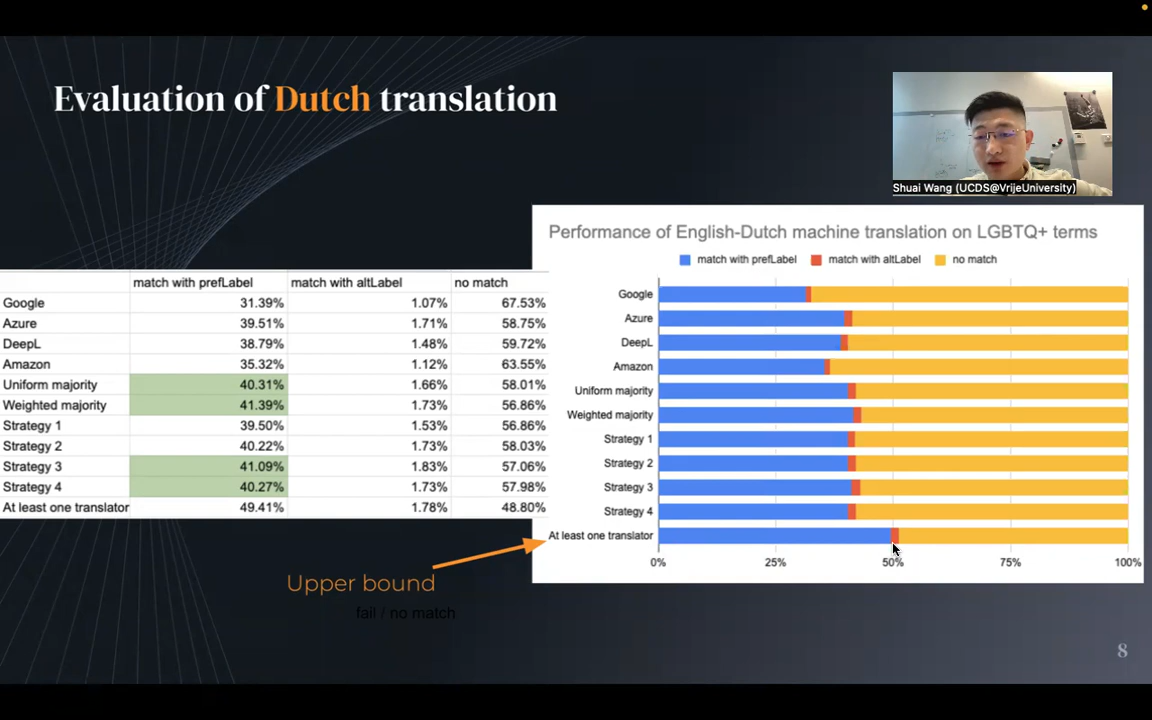 Evaluation of Dutch translation
Shuai Wang (UCDS@VrijeUniversity)
match with prefLabel match with altLabel no match
Google 31.39% 1.07% 67.53%
Azure 39.51% 1.71% 58.75%
DeepL 38.79% 1.48% 59.72%
Amazon 35.32% 1.12% 63.55%
Uniform majority 40.31% 1.66% 58.01%
Weighted majority 41.39% 1.73% 56.86%
Strategy 1 39.50% 1.53% 56.86%
Strategy 2 40.22% 1.73% 58.03%
Strategy 3 41.09% 1.83% 57.06%
Strategy 4 40.27% 1.73% 57.98%
At least one translator 49.41% 1.78% 48.80%
Performance of English-Dutch machine translation on LGBTQ+ terms
match with prefLabel match with altLabel no match
Google
Azure
DeepL
Amazon
Uniform majority
Weighted majority
Strategy 1
Strategy 2
Strategy 3
Strategy 4
At least one translator
0% 25% 50% 75% 100%
Upper bound
fail / no match
8